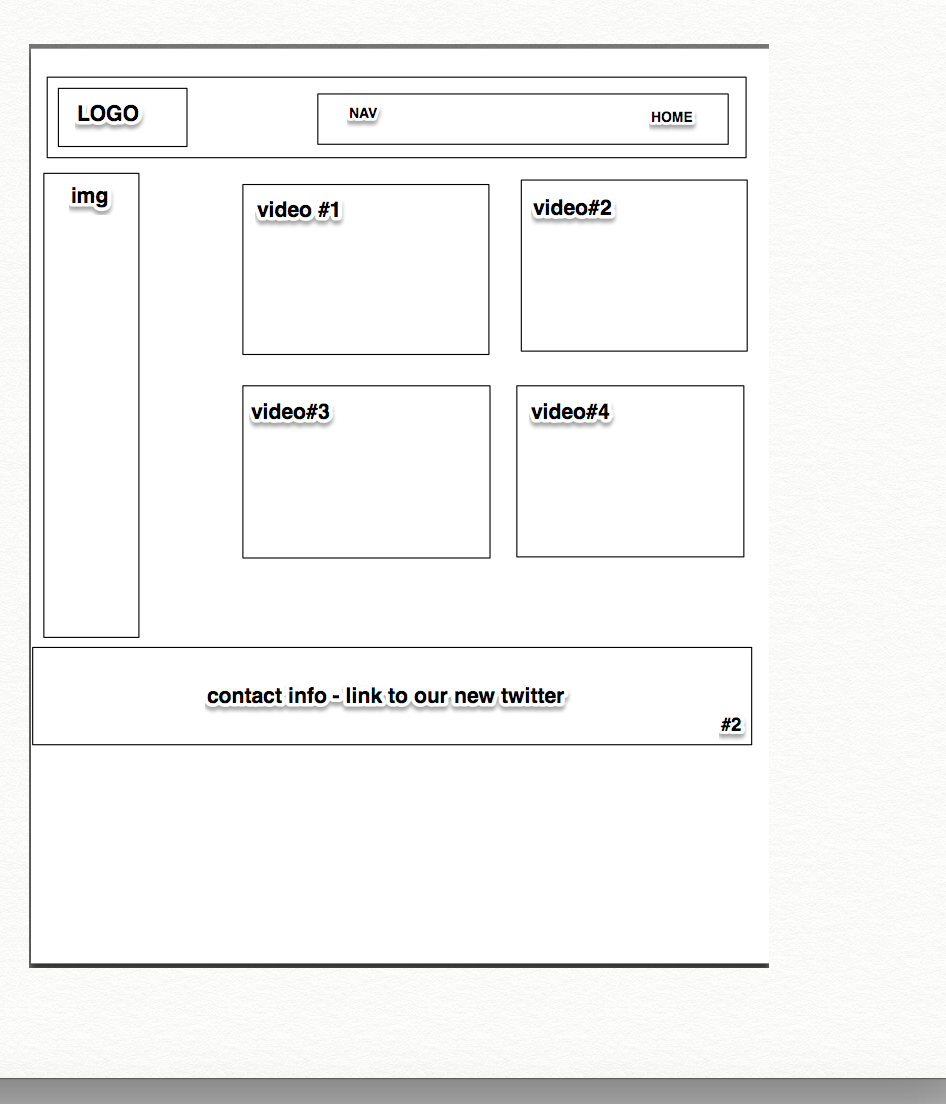 LOGO
NAV
HOME
img
video #1
video#2
video#3
video#4
contact info - link to our new twitter
#2